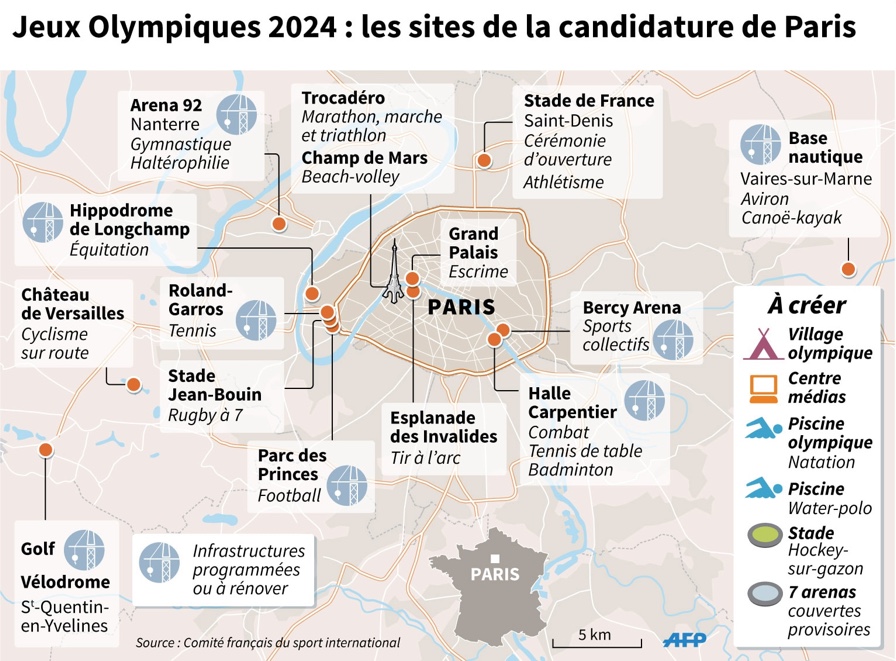 Jeux Olympiques 2024 : les sites de la candidature de Paris
Arena 92
Nanterre
Gymnastique
Haltérophilie
Trocadéro
Marathon, marche
et triathlon
Champ de Mars
Beach-volley
Stade de France
Saint-Denis
Cérémonie
d'ouverture
Athlétisme
Base
nautique
Vaires-sur-Marne
Aviron
Canoë-kayak
Hippodrome
de Longchamp
Équitation
Grand
Palais
Escrime
PARIS
Château
de Versailles
Cyclisme
sur route
Roland-
Garros
Tennis
Bercy Arena
Sports
collectifs
Stade
Jean-Bouin
Rugby à 7
Esplanade
des Invalides
Tir à l'arc
Halle
Carpentier
Combat
Tennis de table
Badminton
Parc des
Princes
Football
Golf
Vélodrome
St-Quentin-
en-Yvelines
Infrastructures
programmées
ou à rénover
À créer
Village
olympique
Centre
médias
Piscine
olympique
Natation
Piscine
Water-polo
Stade
Hockey-
sur-gazon
7 arenas
couvertes
provisoires
PARIS
Source : Comité français du sport international
5 km
AFP